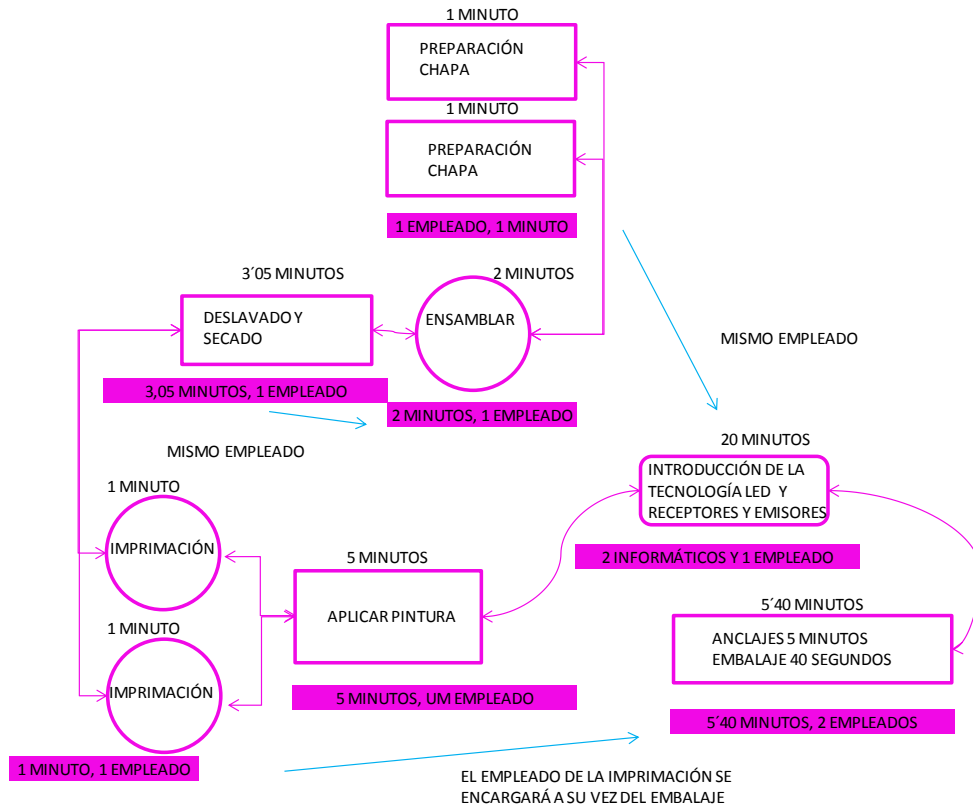 1 MINUTO
PREPARACIÓN
CHAPA
1 MINUTO
PREPARACIÓN
CHAPA
1 EMPLEADO, 1 MINUTO
3´05 MINUTOS
2 MINUTOS
DESLAVADO Y
SECADO
ENSAMBLAR
MISMO EMPLEADO
3,05 MINUTOS, 1 EMPLEADO
2 MINUTOS, 1 EMPLEADO
MISMO EMPLEADO
20 MINUTOS
INTRODUCCIÓN DE LA
TECNOLOGÍA LED Y
RECEPTORES Y EMISORES
2 INFORMÁTICOS Y 1 EMPLEADO
1 MINUTO
IMPRIMACIÓN
5 MINUTOS
APLICAR PINTURA
5 MINUTOS, UM EMPLEADO
1 MINUTO
IMPRIMACIÓN
1 MINUTO, 1 EMPLEADO
5´40 MINUTOS
ANCLAJES 5 MINUTOS
EMBALAJE 40 SEGUNDOS
5´40 MINUTOS, 2 EMPLEADOS
EL EMPLEADO DE LA IMPRIMACIÓN SE
ENCARGARÁ A SU VEZ DEL EMBALAJE